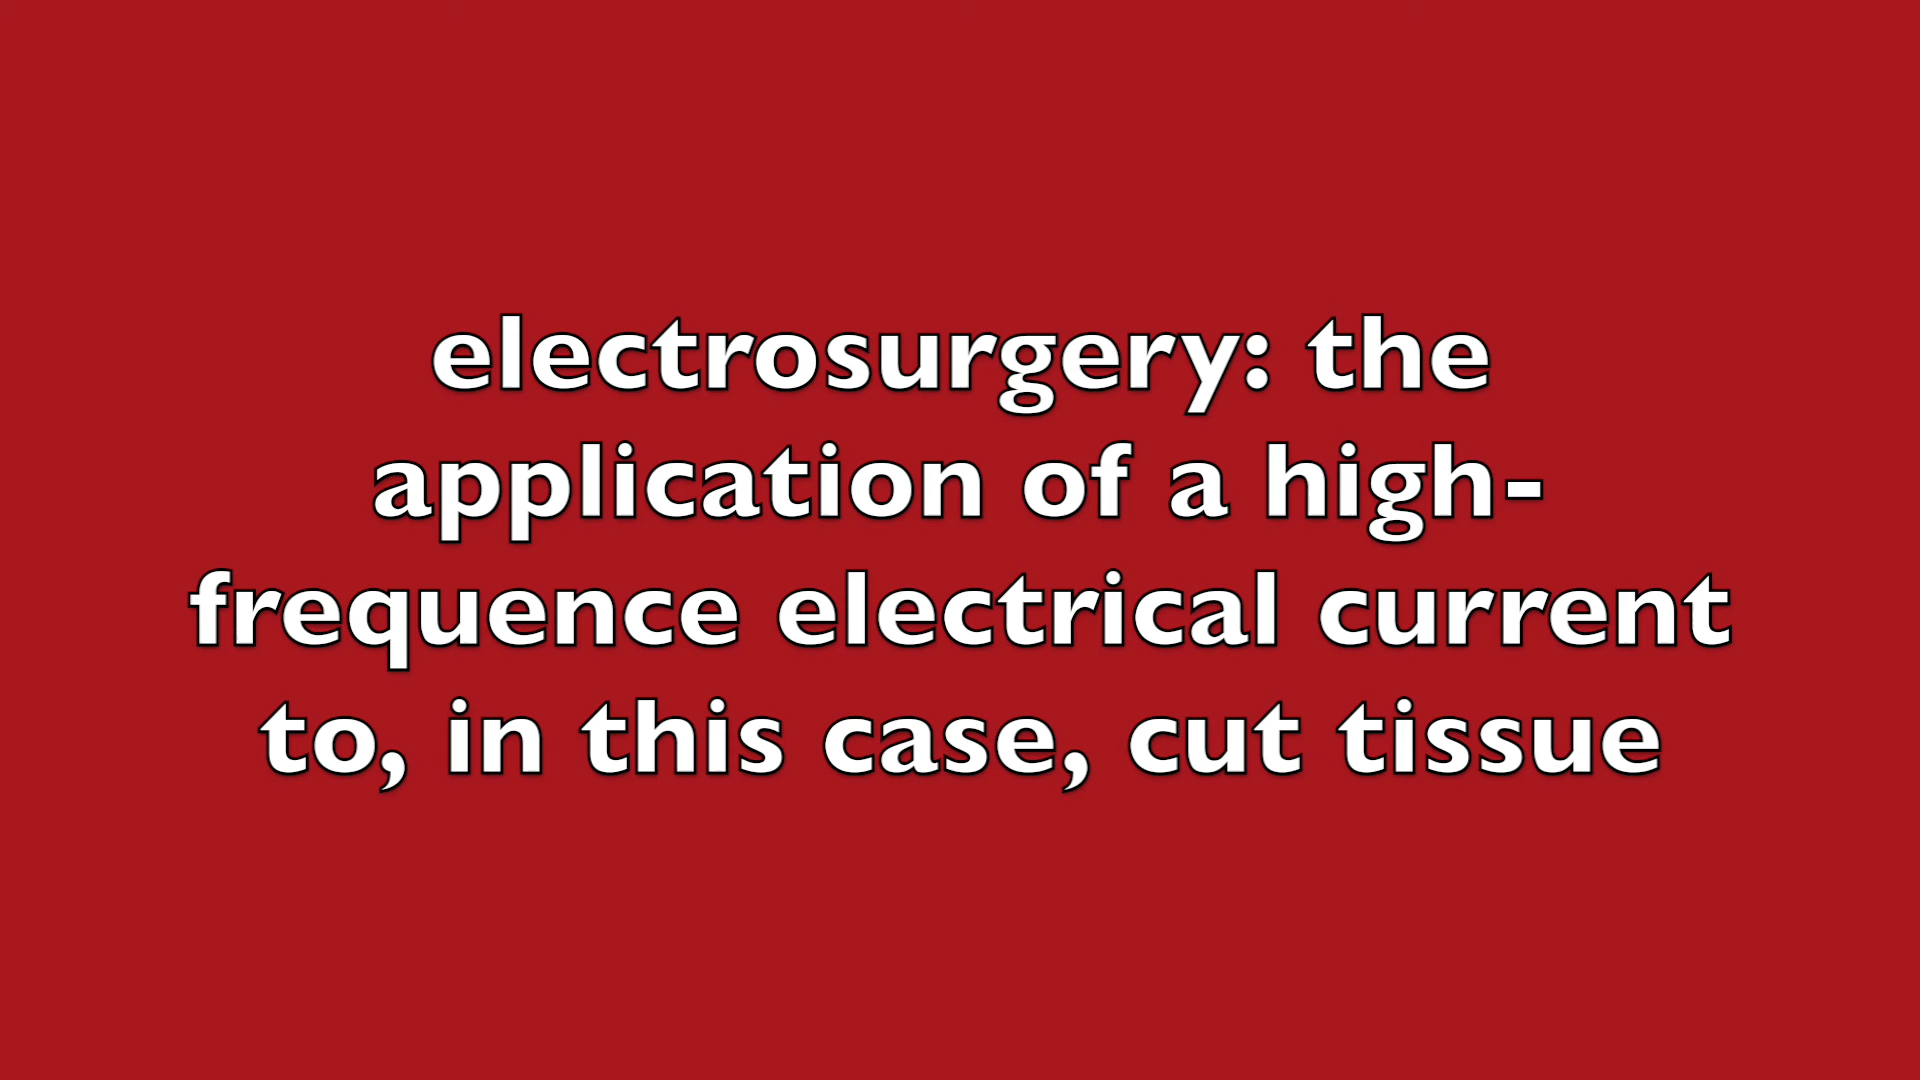 electrosurgery: the
application of a high-
frequence electrical current
to, in this case, cut tissue